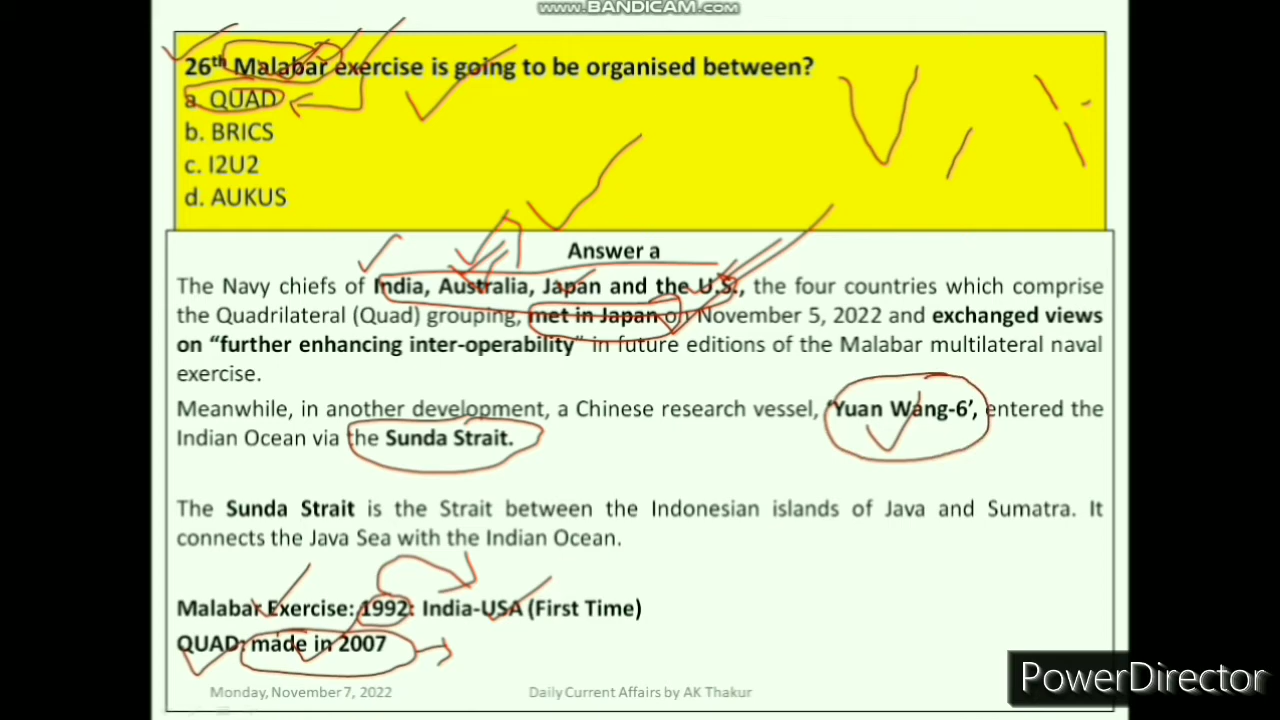 www.BANDICAM.com
26th Malabar exercise is going to be organised between?
a. QUAD
b. BRICS
c. I2U2
d. AUKUS
Answer a
The Navy chiefs of India, Australia, Japan and the U.S., the four countries which comprise
the Quadrilateral (Quad) grouping, met in Japan on November 5, 2022 and exchanged views
on “further enhancing inter-operability” in future editions of the Malabar multilateral naval
exercise.
Meanwhile, in another development, a Chinese research vessel, ‘Yuan Wang-6’, entered the
Indian Ocean via the Sunda Strait.
The Sunda Strait is the Strait between the Indonesian islands of Java and Sumatra. It
connects the Java Sea with the Indian Ocean.
Malabar Exercise: 1992: India-USA (First Time)
QUAD: made in 2007
Monday, November 7, 2022 Daily Current Affairs by AK Thakur
PowerDirector